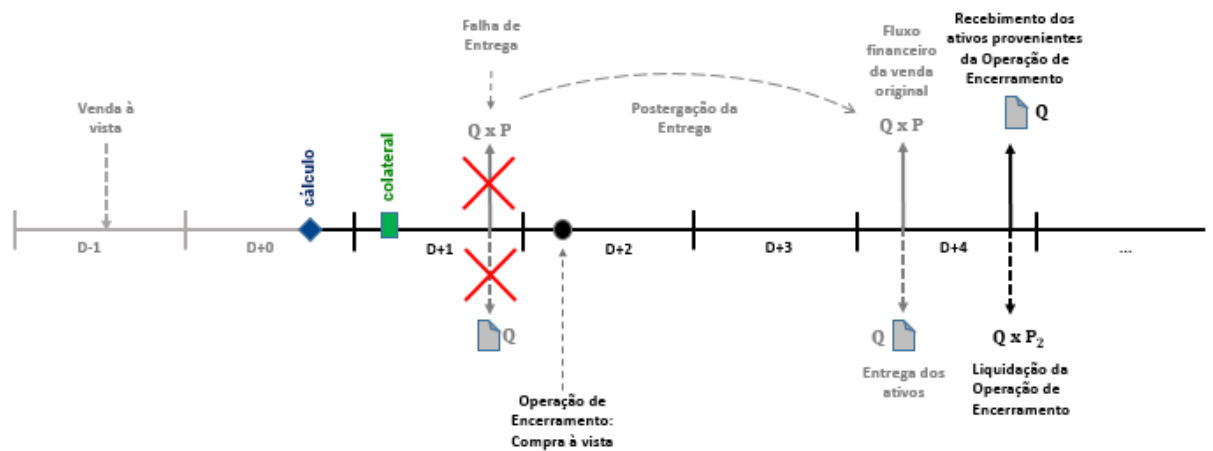 Falha de
Entrega
Fluxo
financeiro
da venda
original
Recebimento dos
ativos provenientes
da Operação de
Encerramento
Venda à
vista
Q x P
Postergação da
Entrega
Q x P
Q
cálculo
colateral
D-1
D+0
D+1
D+2
D+3
D+4
...
Q
Q
Q x P₂
Entrega dos
ativos
Liquidação da
Operação de
Encerramento
Operação de
Encerramento:
Compra à vista